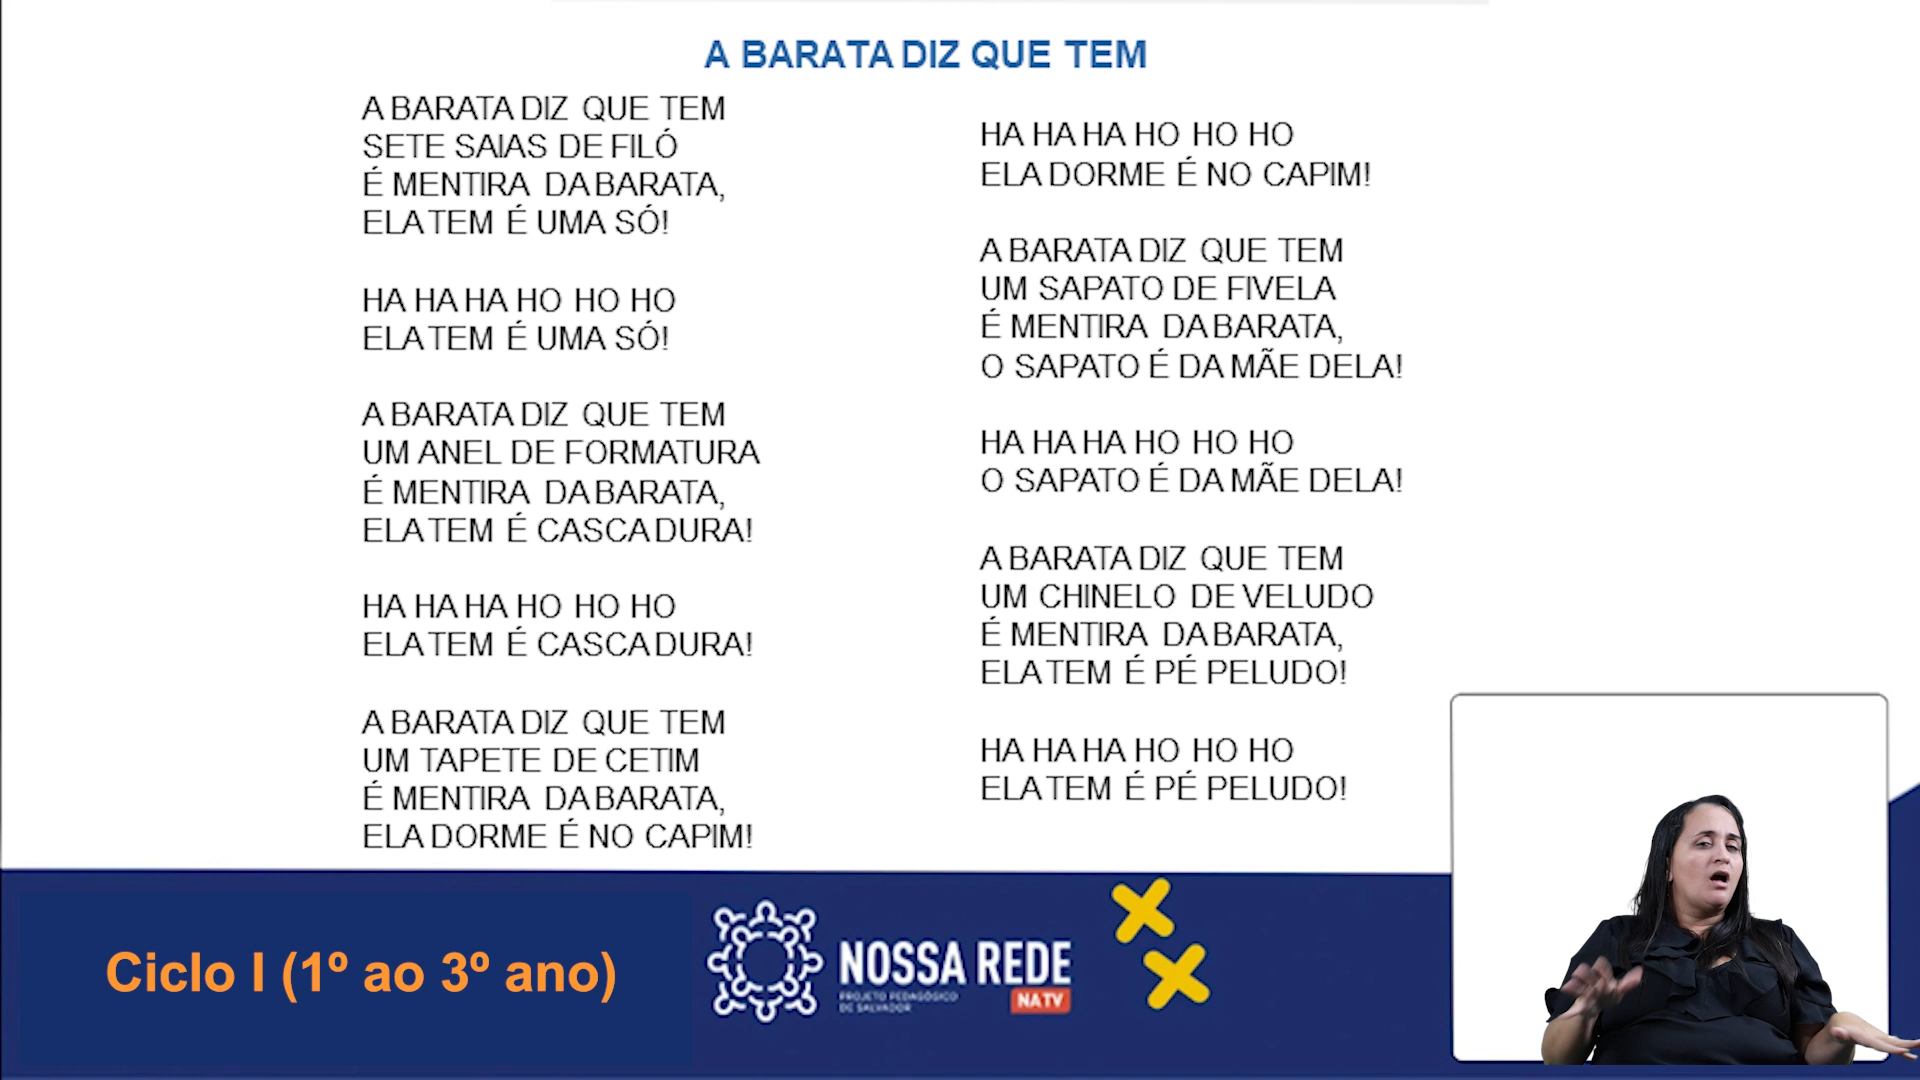 A BARATA DIZ QUE TEM
A BARATA DIZ QUE TEM
SETE SAIAS DE FILÓ
É MENTIRA DA BARATA,
ELA TEM É UMA SÓ!
HA HA HA HO HO HO
ELA TEM É UMA SÓ!
A BARATA DIZ QUE TEM
UM ANEL DE FORMATURA
É MENTIRA DA BARATA,
ELA TEM É CASCA DURA!
HA HA HA HO HO HO
ELA TEM É CASCA DURA!
A BARATA DIZ QUE TEM
UM TAPETE DE CETIM
É MENTIRA DA BARATA,
ELA DORME É NO CAPIM!
HA HA HA HO HO HO
ELA DORME É NO CAPIM!
A BARATA DIZ QUE TEM
UM SAPATO DE FIVELA
É MENTIRA DA BARATA,
O SAPATO É DA MÃE DELA!
HA HA HA HO HO HO
O SAPATO É DA MÃE DELA!
A BARATA DIZ QUE TEM
UM CHINELO DE VELUDO
É MENTIRA DA BARATA,
ELA TEM É PÉ PELUDO!
HA HA HA HO HO HO
ELA TEM É PÉ PELUDO!
Ciclo I (1º ao 3º ano)
NOSSA REDE
PROJETO PEDAGÓGICO
DE SALVADOR
NA TV